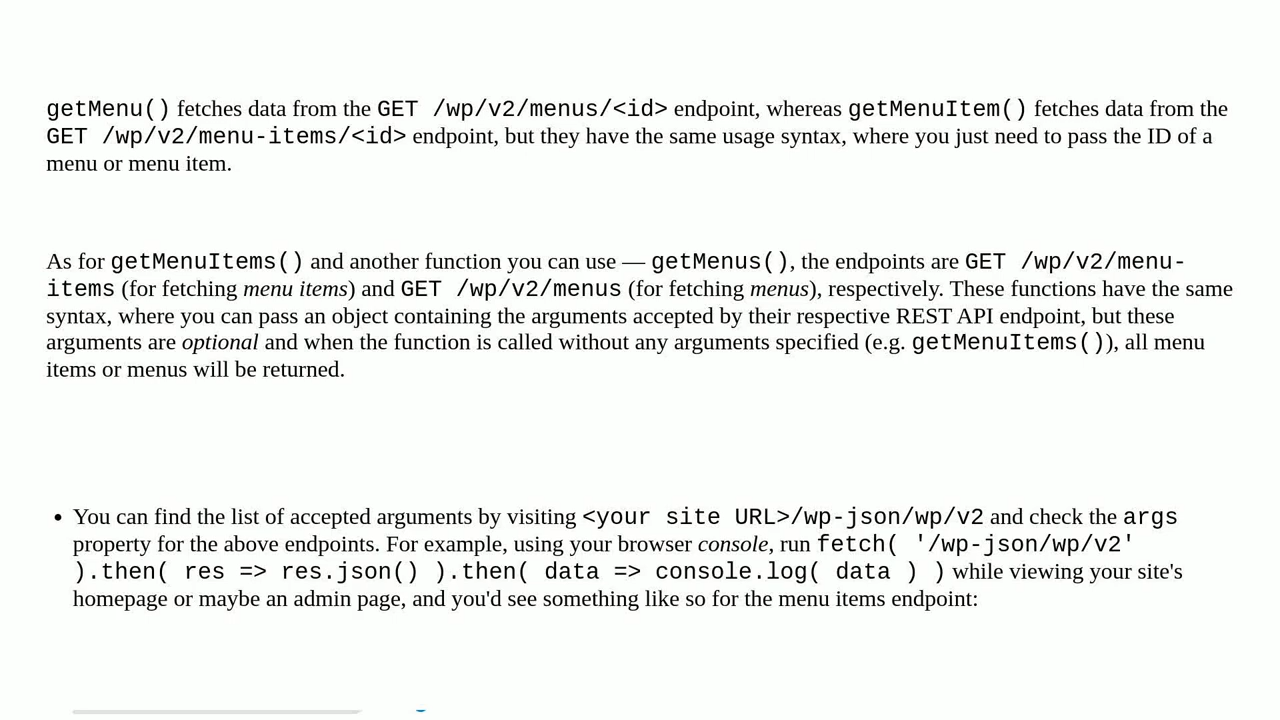 getMenu() fetches data from the GET /wp/v2/menus/<id> endpoint, whereas getMenuItem() fetches data from the
GET /wp/v2/menu-items/<id> endpoint, but they have the same usage syntax, where you just need to pass the ID of a
menu or menu item.
As for getMenuItems() and another function you can use — getMenus(), the endpoints are GET /wp/v2/menu-
items (for fetching menu items) and GET /wp/v2/menus (for fetching menus), respectively. These functions have the same
syntax, where you can pass an object containing the arguments accepted by their respective REST API endpoint, but these
arguments are optional and when the function is called without any arguments specified (e.g. getMenuItems()), all menu
items or menus will be returned.
• You can find the list of accepted arguments by visiting <your site URL>/wp-json/wp/v2 and check the args
property for the above endpoints. For example, using your browser console, run fetch( '/wp-json/wp/v2'
).then( res => res.json() ).then( data => console.log( data ) ) while viewing your site's
homepage or maybe an admin page, and you'd see something like so for the menu items endpoint: